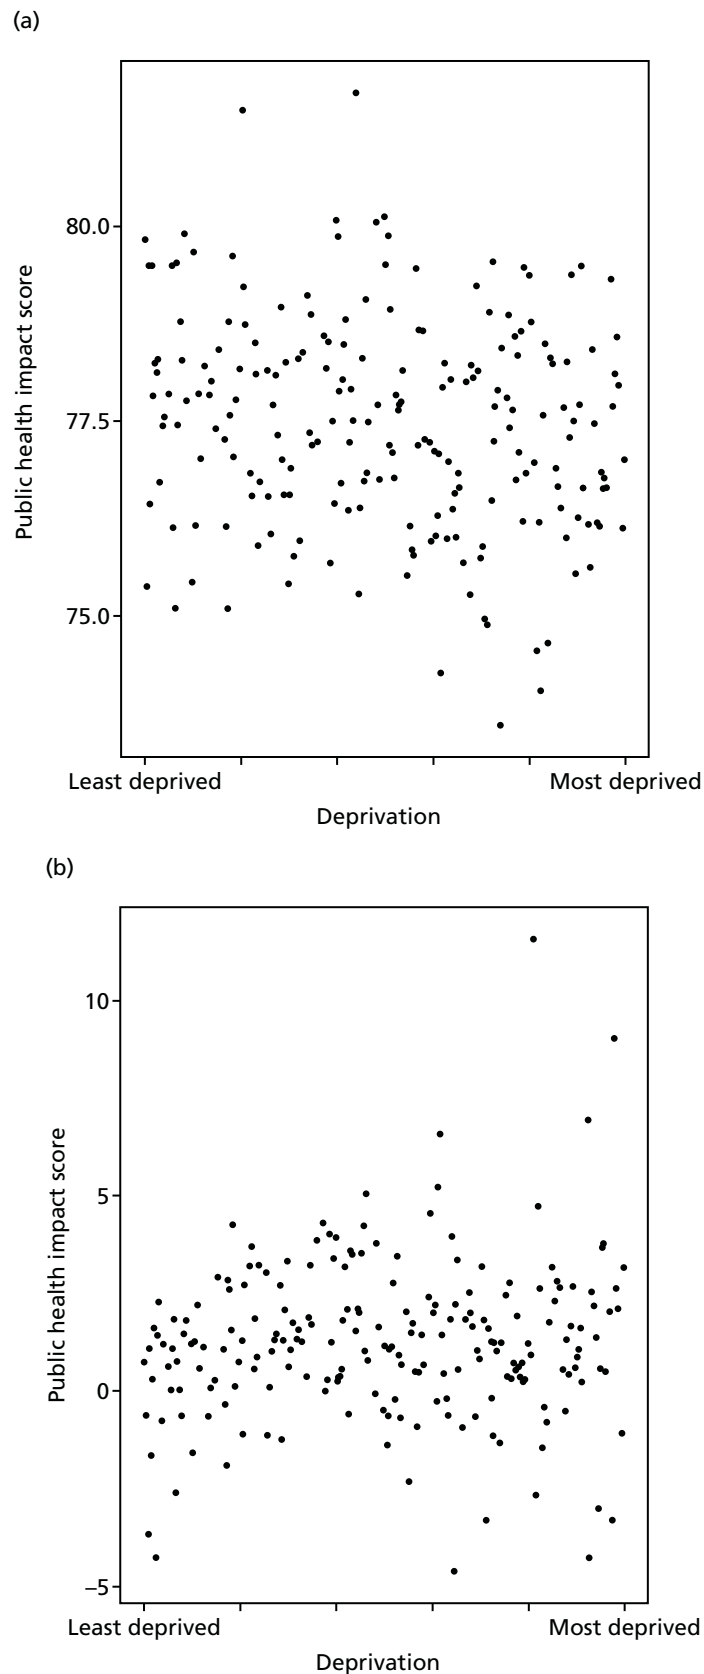 (a)
Public health impact score
80.0
77.5
75.0
Least deprived
Most deprived
Deprivation
(b)
Public health impact score
10
5
0
–5
Least deprived
Most deprived
Deprivation